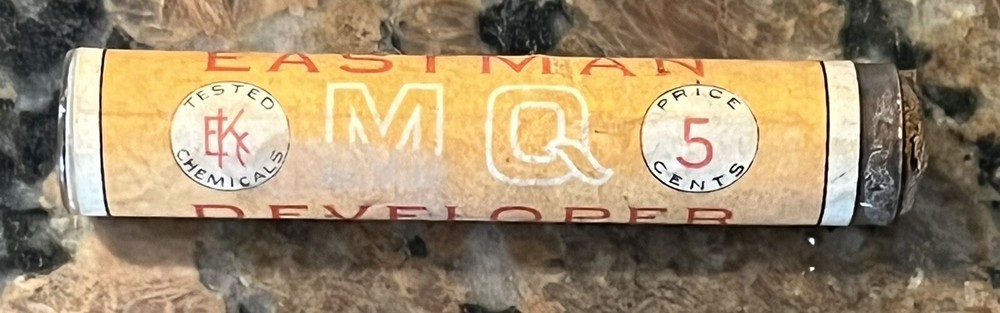 EASTMAN
TESTED
EK
CHEMICALS
MQ
PRICE
5
CENTS
DEVELOPER